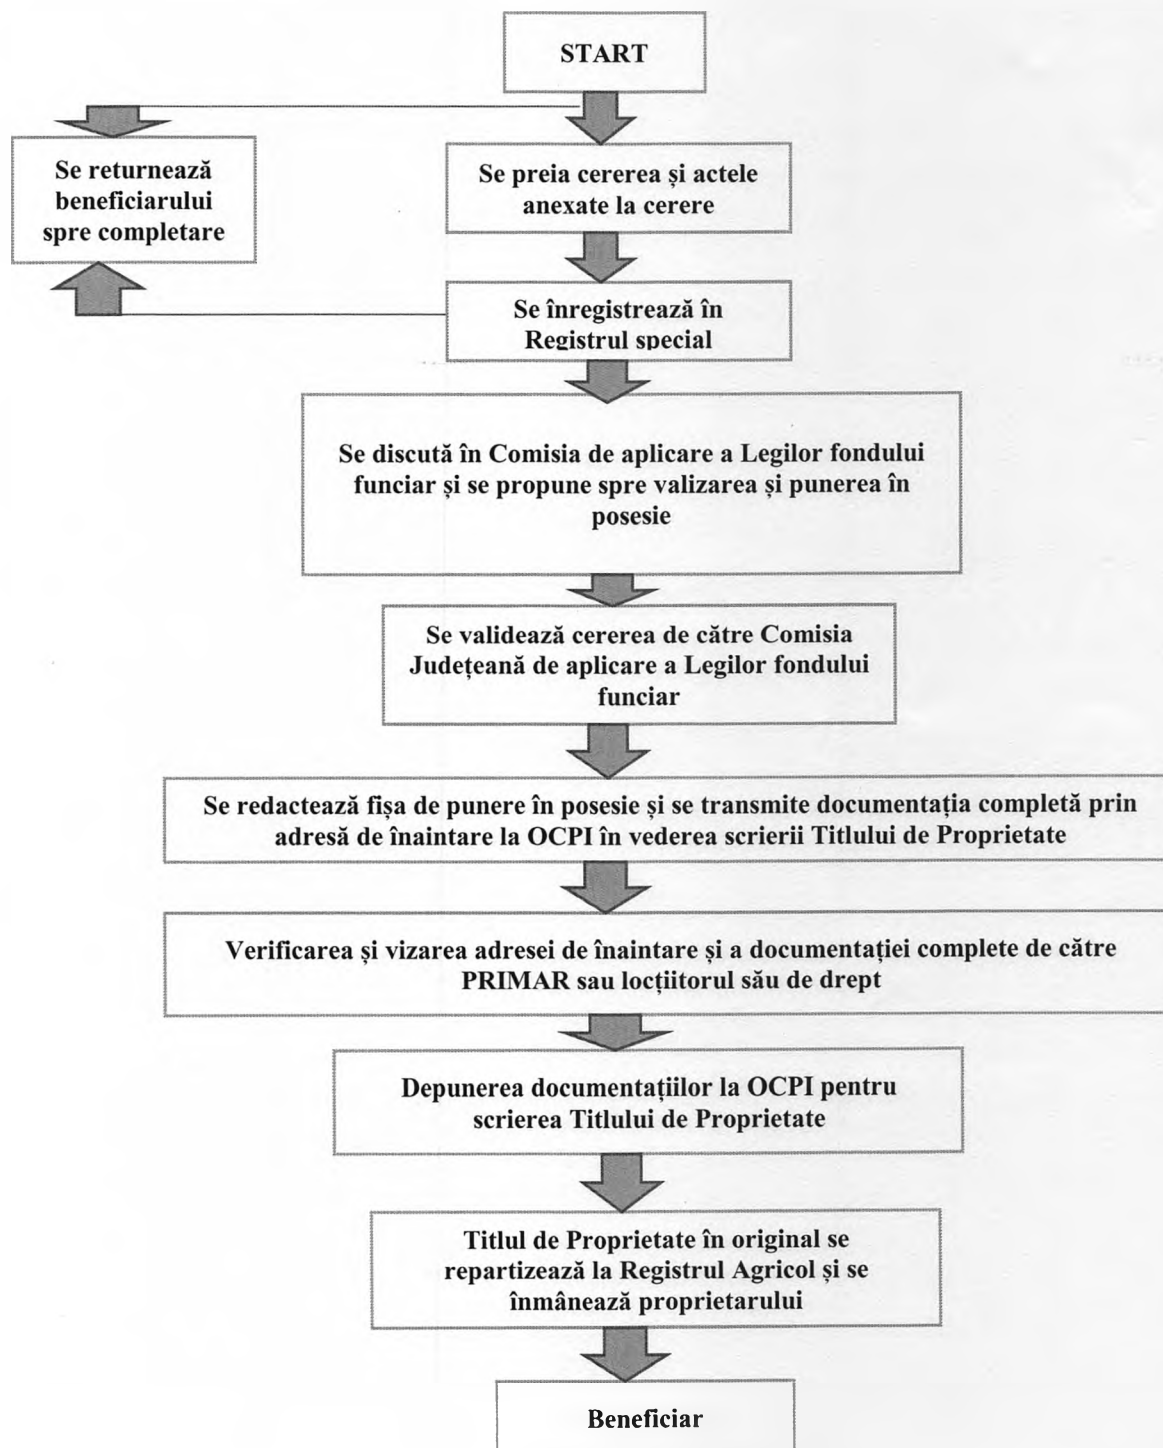 START
Se returnează
beneficiarului
spre completare
Se preia cererea și actele
anexate la cerere
Se înregistrează în
Registrul special
Se discută în Comisia de aplicare a Legilor fondului
funciar și se propune spre valizarea și punerea în
posesie
Se validează cererea de către Comisia
Județeană de aplicare a Legilor fondului
funciar
Se redactează fișa de punere în posesie și se transmite documentația completă prin
adresă de înaintare la OCPI în vederea scrierii Titlului de Proprietate
Verificarea și vizarea adresei de înaintare și a documentației complete de către
PRIMAR sau locțiitorul său de drept
Depunerea documentațiilor la OCPI pentru
scrierea Titlului de Proprietate
Titlul de Proprietate în original se
repartizează la Registrul Agricol și se
înmânează proprietarului
Beneficiar